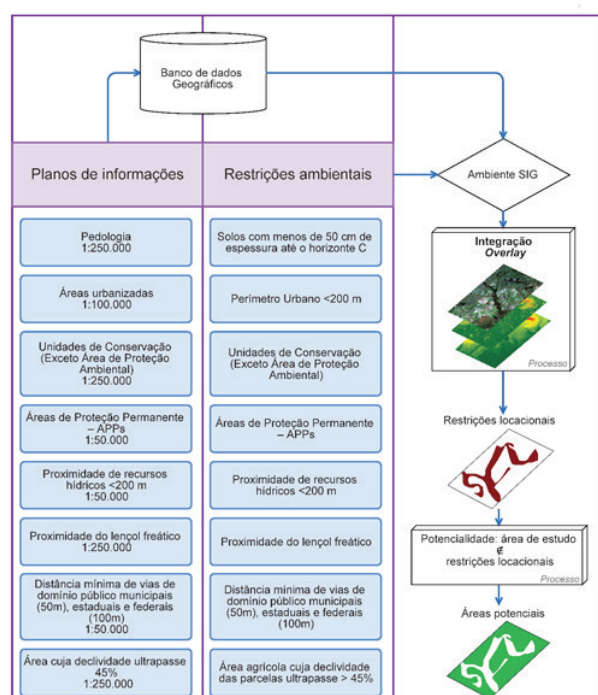 Banco de dados
Geográficos
Planos de informações
Restrições ambientais
Ambiente SIG
Pedologia
1:250.000
Solos com menos de 50 cm de
espessura até o horizonte C
Áreas urbanizadas
1:100.000
Perímetro Urbano <200 m
Unidades de Conservação
(Exceto Área de Proteção
Ambiental)
1:250.000
Unidades de Conservação
(Exceto Área de Proteção
Ambiental)
Áreas de Proteção Permanente
– APPs
1:50.000
Áreas de Proteção Permanente
– APPs
Proximidade de recursos
hídricos <200 m
1:50.000
Proximidade de recursos
hídricos <200 m
Proximidade do lençol freático
1:250.000
Proximidade do lençol freático
Distância mínima de vias de
domínio público municipais
(50m), estaduais e federais
(100m)
1:50.000
Distância mínima de vias de
domínio público municipais
(50m), estaduais e federais
(100m)
Área cuja declividade ultrapasse
45%
1:250.000
Área agrícola cuja declividade
das parcelas ultrapasse > 45%
Integração
Overlay
Processo
Restrições locacionais
Potencialidade: área de estudo
∉
restrições locacionais
Processo
Áreas potenciais